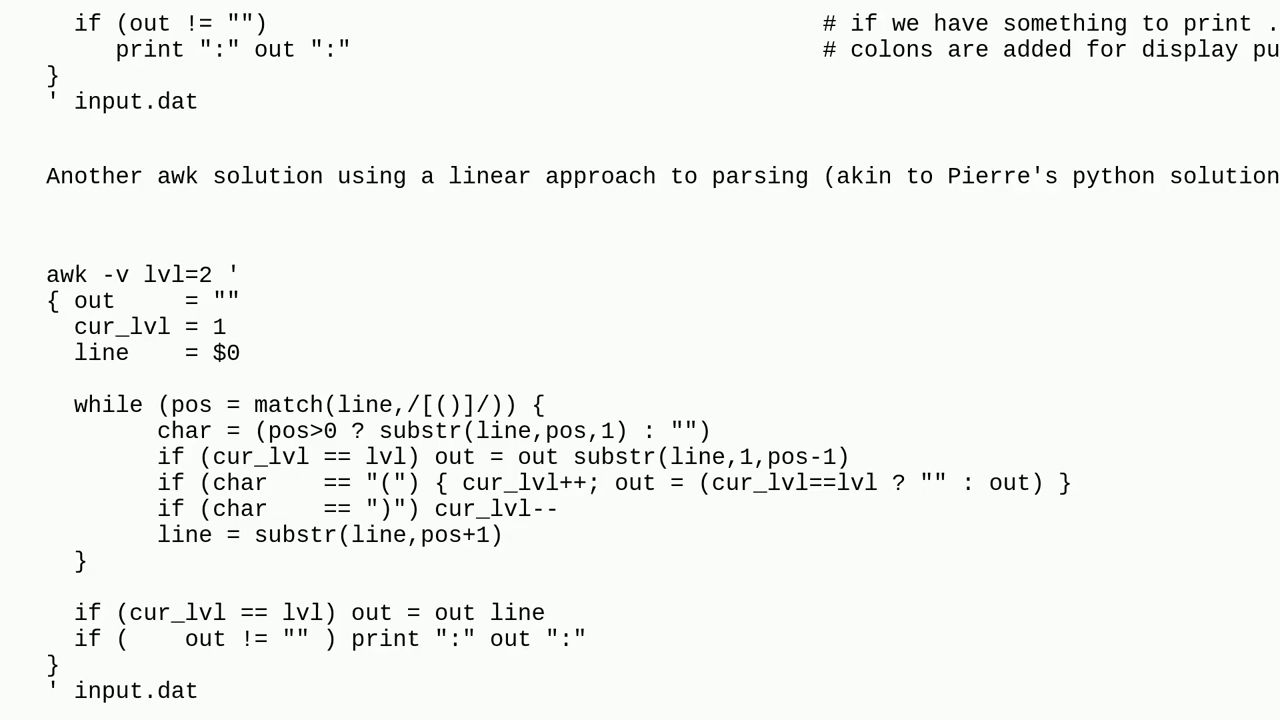 if (out != "") # if we have something to print .
print ":" out ":" # colons are added for display pu
}
' input.dat
Another awk solution using a linear approach to parsing (akin to Pierre's python solution
awk -v lvl=2 '
{ out     = ""
cur_lvl = 1
line    = $0
while (pos = match(line,/[()]/)) {
char = (pos>0 ? substr(line,pos,1) : "")
if (cur_lvl == lvl) out = out substr(line,1,pos-1)
if (char    == "(") { cur_lvl++; out = (cur_lvl==lvl ? "" : out) }
if (char    == ")") cur_lvl--
line = substr(line,pos+1)
}
if (cur_lvl == lvl) out = out line
if (    out != "" ) print ":" out ":"
}
' input.dat